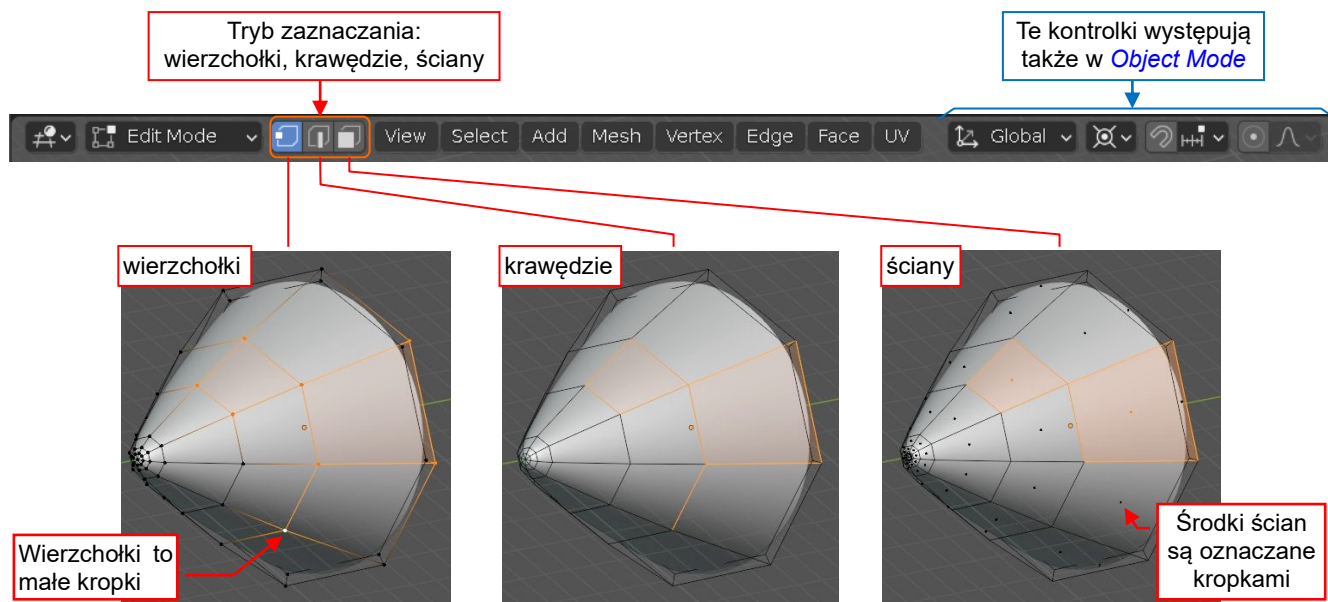 Tryb zaznaczania:
wierzchołki, krawędzie, ściany
Te kontrolki występują
także w Object Mode
Edit Mode View Select Add Mesh Vertex Edge Face UV Global
wierzchołki
krawędzie
ściany
Wierzchołki to
małe kropki
Środki ścian
są oznaczane
kropkami